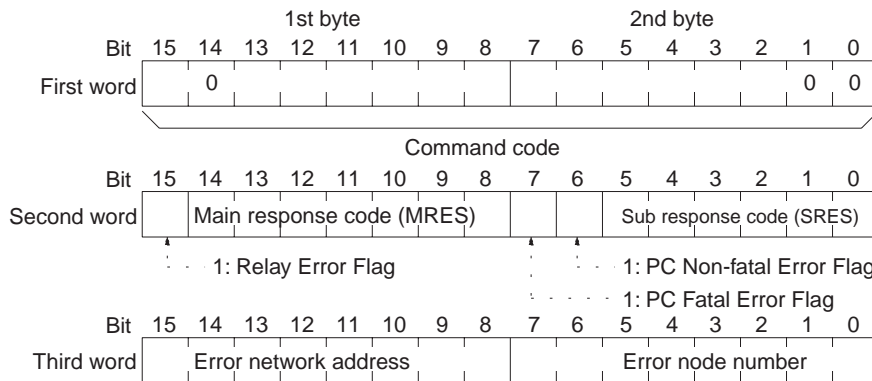 1st byte 2nd byte
Bit 15 14 13 12 11 10 9 8 7 6 5 4 3 2 1 0
First word 0 0 0
Command code
Bit 15 14 13 12 11 10 9 8 7 6 5 4 3 2 1 0
Second word Main response code (MRES) Sub response code (SRES)
1: Relay Error Flag 1: PC Non-fatal Error Flag
1: PC Fatal Error Flag
Bit 15 14 13 12 11 10 9 8 7 6 5 4 3 2 1 0
Third word Error network address Error node number